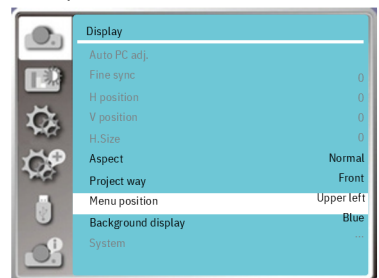 Display
Auto PC adj.
Fine sync 0
H position 0
V position 0
H.Size 0
Aspect Normal
Project way Front
Menu position Upper left
Background display Blue
System ...